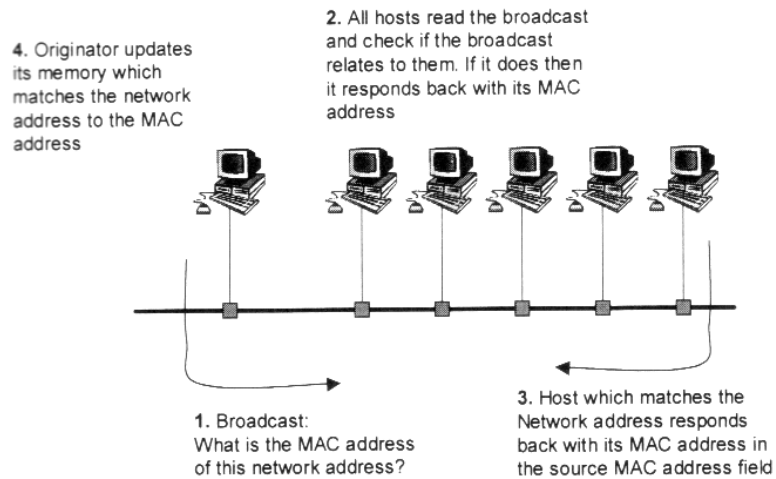 4. Originator updates
its memory which
matches the network
address to the MAC
address
2. All hosts read the broadcast
and check if the broadcast
relates to them. If it does then
it responds back with its MAC
address
1. Broadcast:
What is the MAC address
of this network address?
3. Host which matches the
Network address responds
back with its MAC address in
the source MAC address field